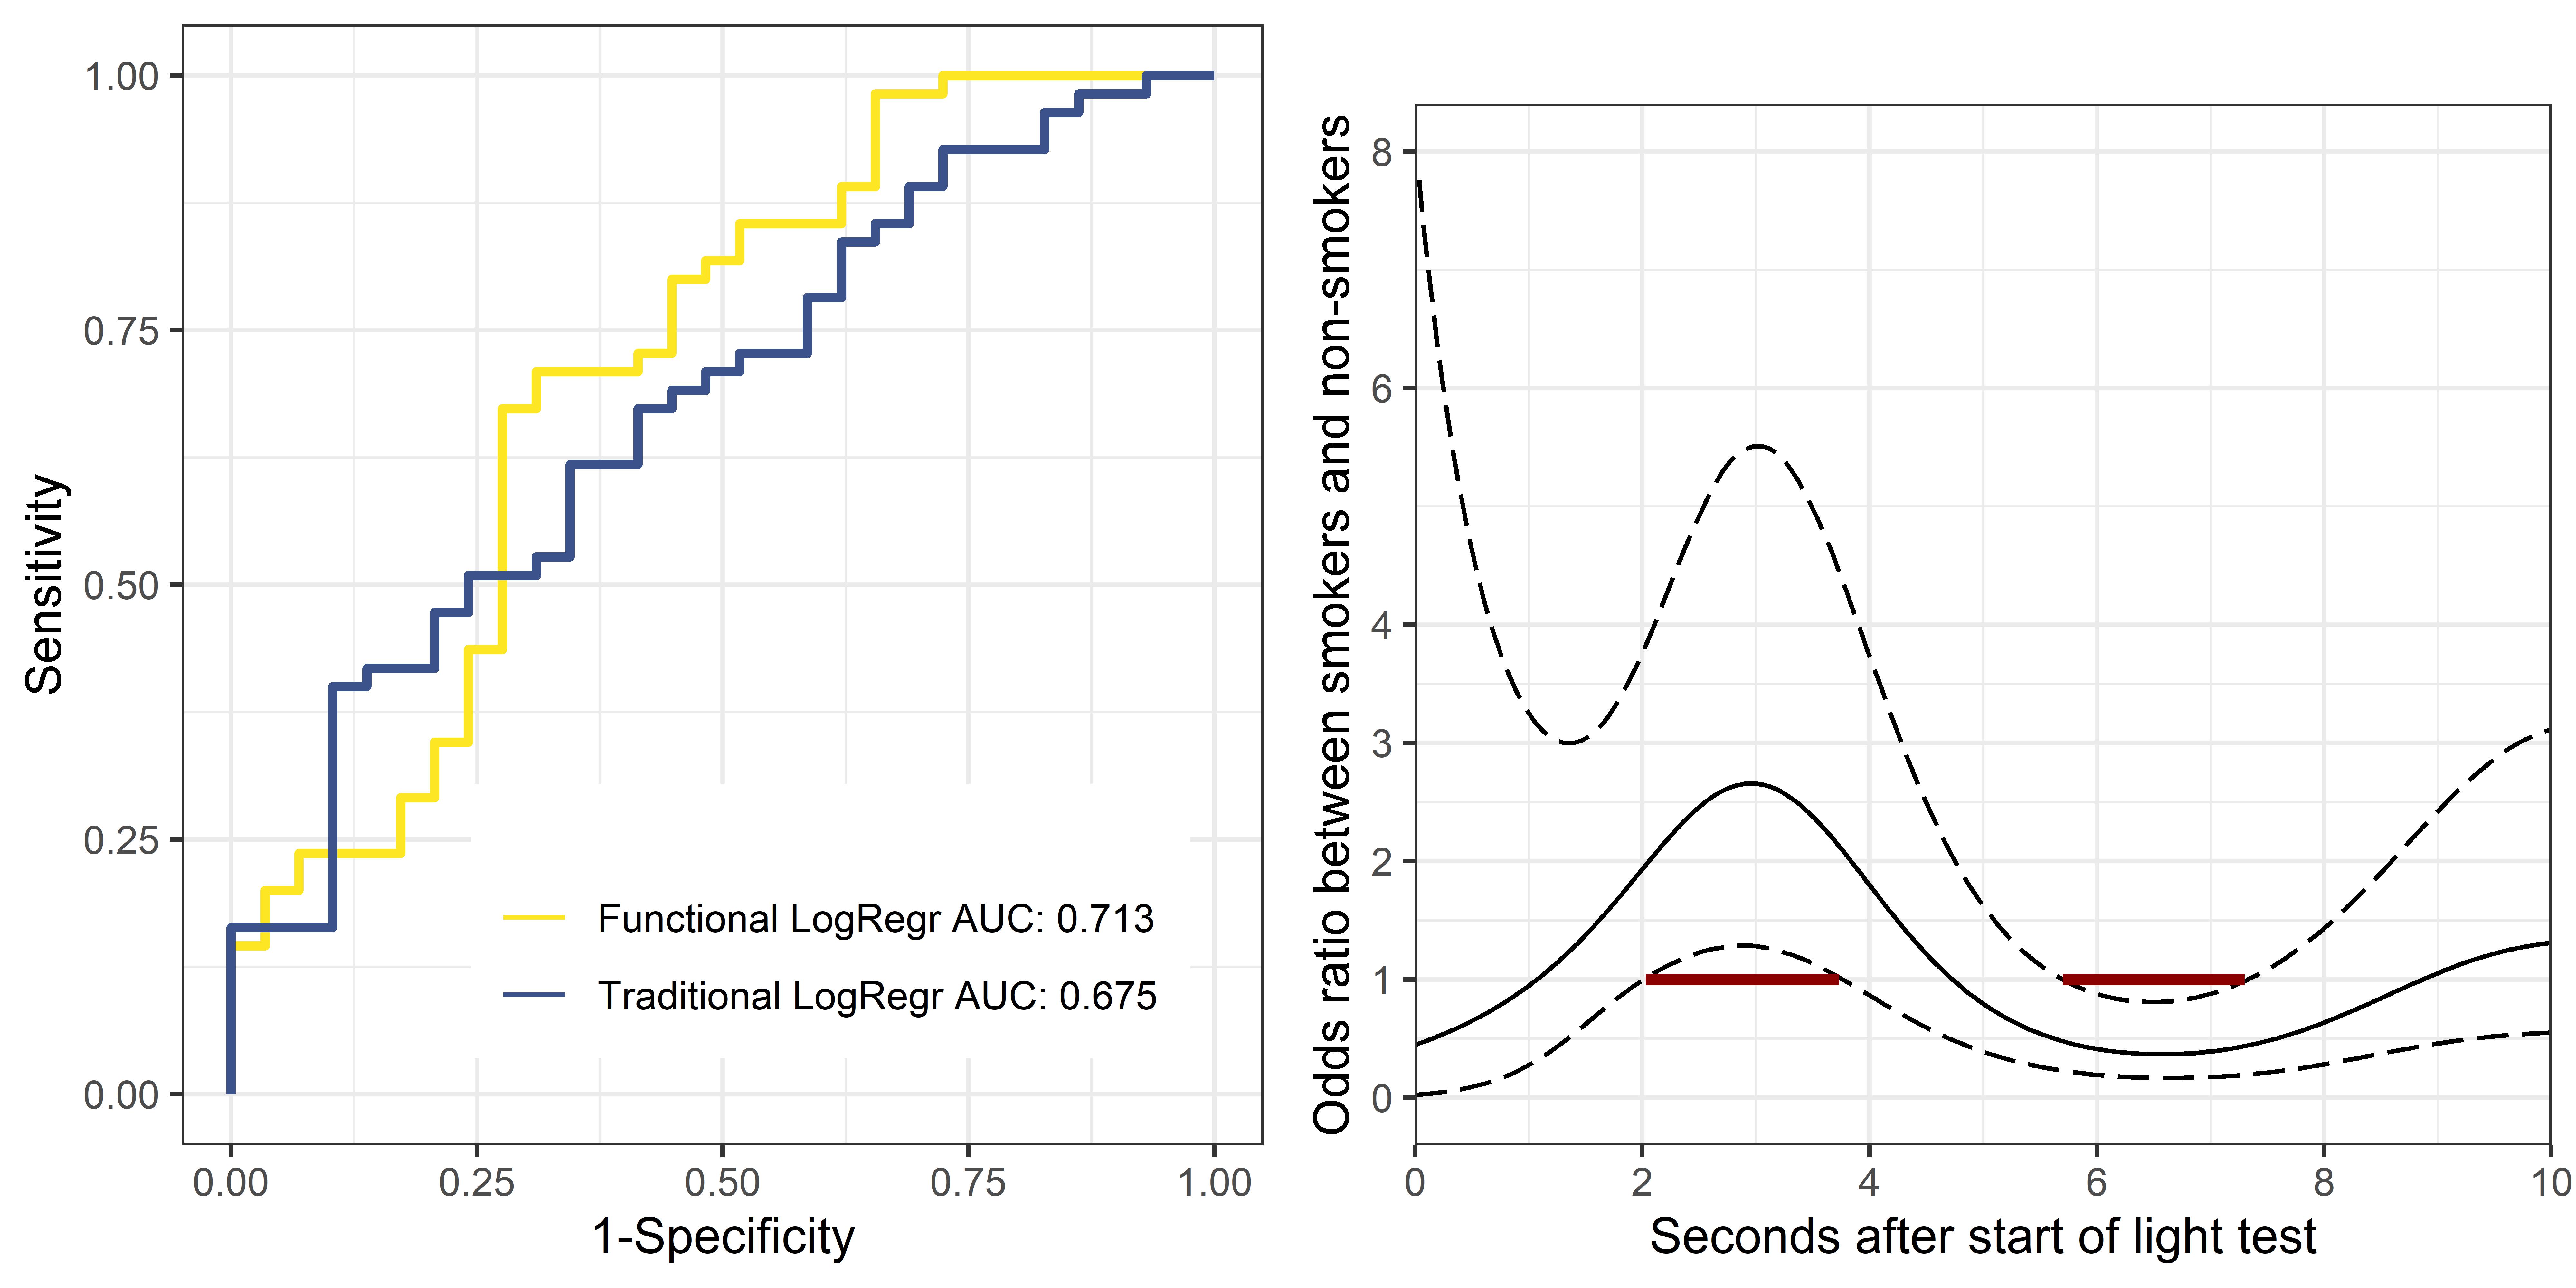 Sensitivity
1.00
0.75
0.50
0.25
0.00
Functional LogRegr AUC: 0.713
Traditional LogRegr AUC: 0.675
0.00 0.25 0.50 0.75 1.00
1-Specificity
Odds ratio between smokers and non-smokers
8
6
4
3
2
1
0
0 2 4 6 8 10
Seconds after start of light test